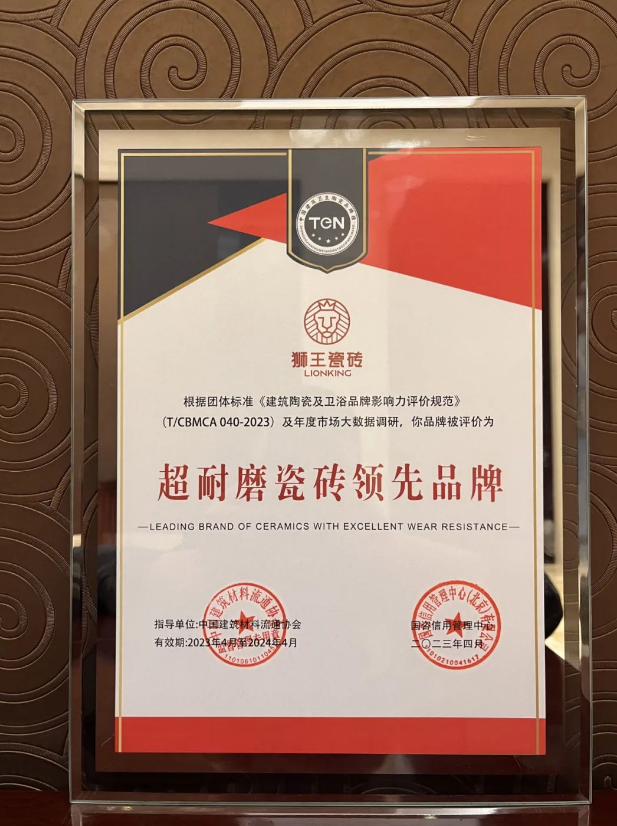 TEN
狮王瓷砖
LIONKING
根据团体标准《建筑陶瓷及卫浴品牌影响力评价规范》
(T/CBMCA 040-2023) 及年度市场大数据调研，你品牌被评价为
超耐磨瓷砖领先品牌
—LEADING BRAND OF CERAMICS WITH EXCELLENT WEAR RESISTANCE—
指导单位:中国建筑材料流通协会
国咨信用管理中心
有效期:2023年4月至2024年4月
二〇二三年四月